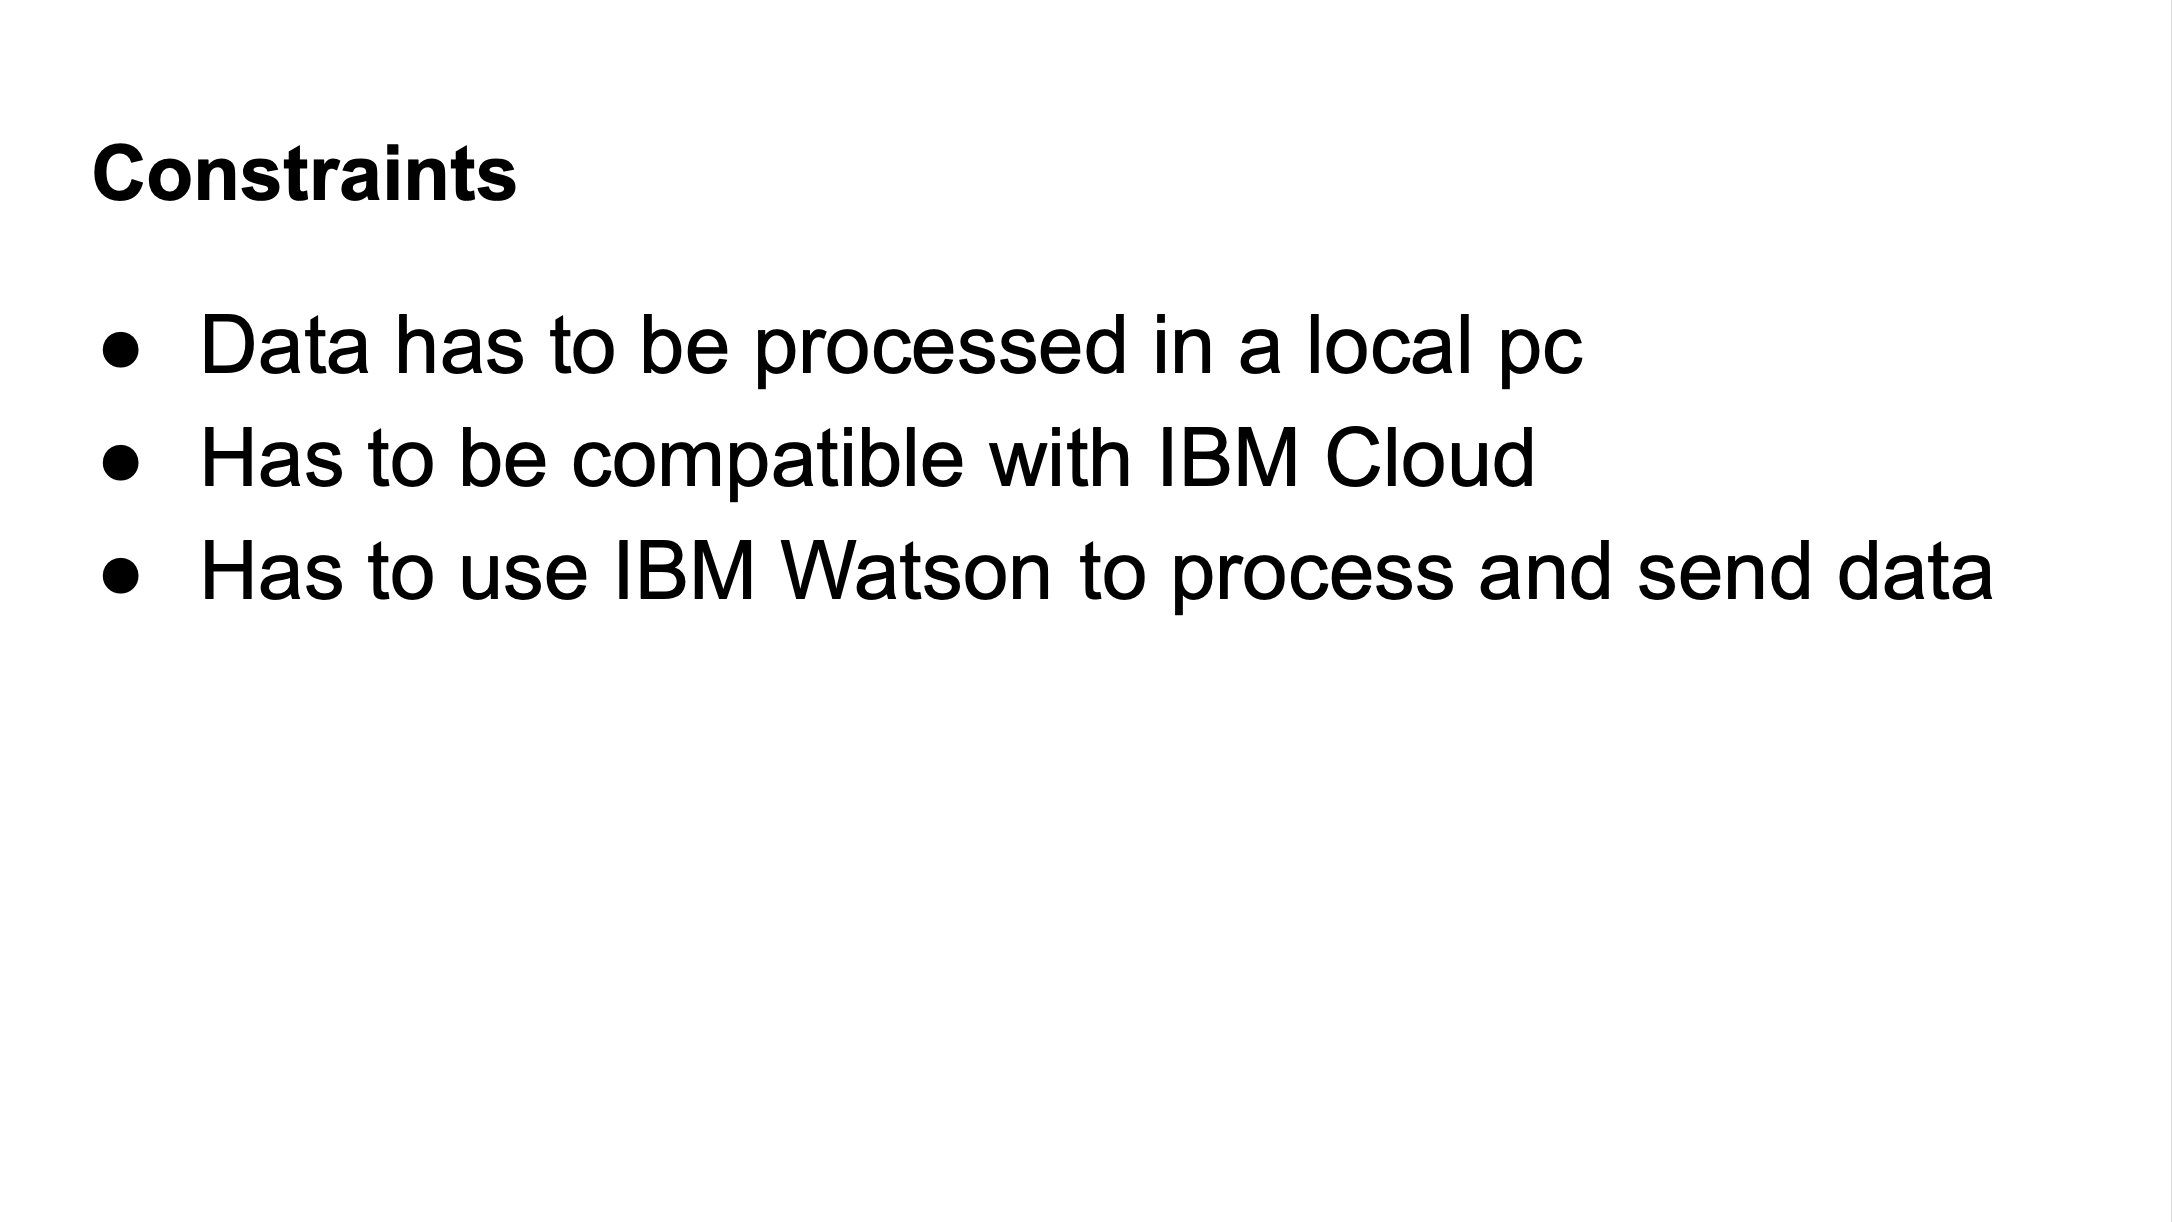 Constraints
● Data has to be processed in a local pc
● Has to be compatible with IBM Cloud
● Has to use IBM Watson to process and send data